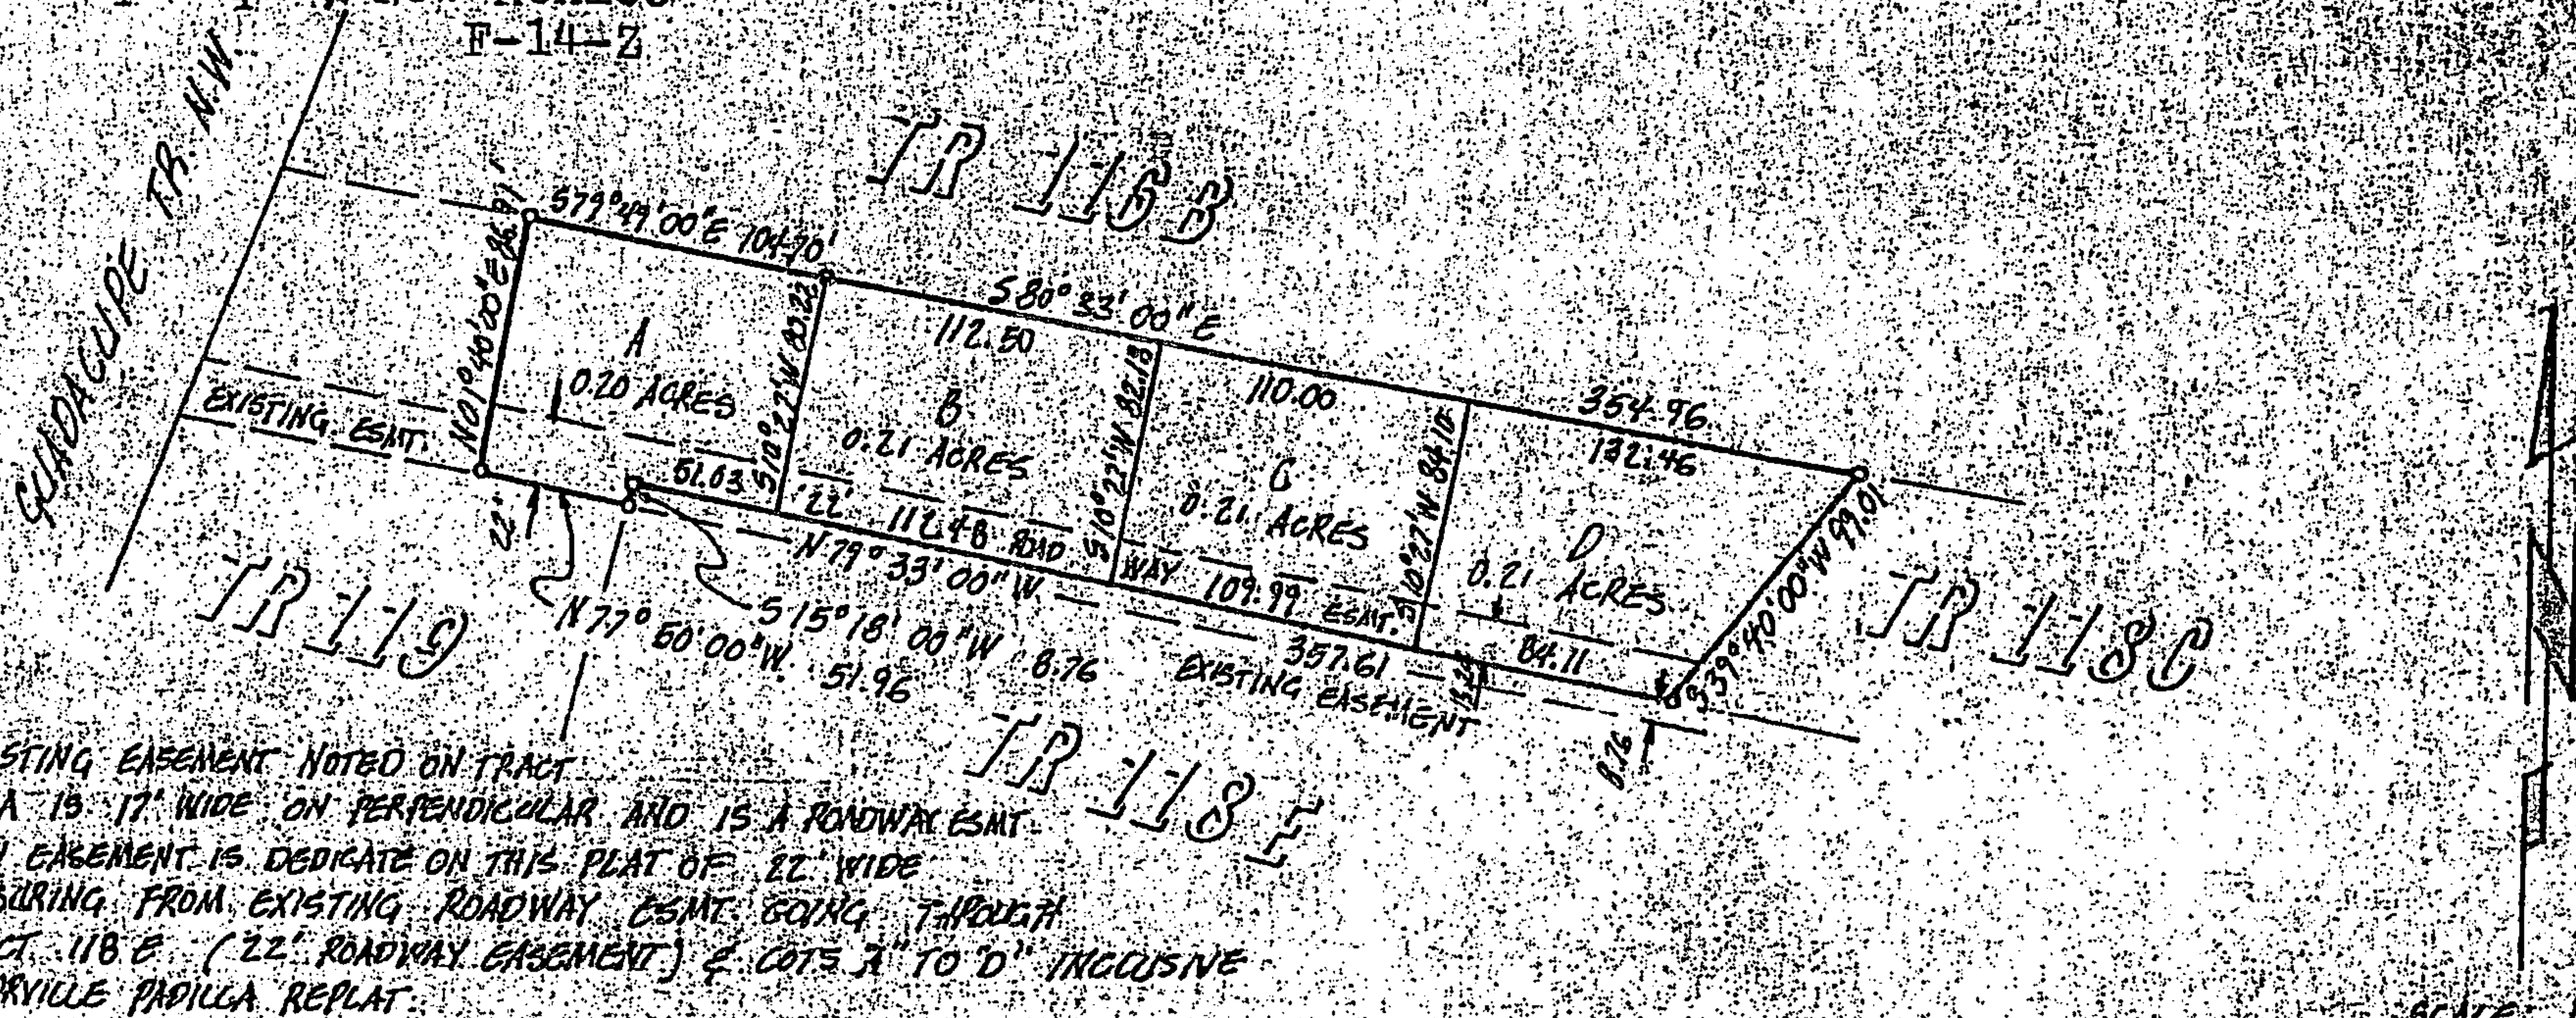 F-14-Z
GUADALUPE TR. N.W.
TR 116 B
S79°49'00"E 104.70'
N01°40'00"E 86.91'
S80°33'00"E
112.50
110.00
354.96
132.46
A
0.20 ACRES
B
0.21 ACRES
C
0.21 ACRES
D
0.21 ACRES
S10°22'W 80.22
S10°22'W 82.13
S10°27'W 84.10
S39°40'00"W 99.01
EXISTING ESMT.
51.03
22'
112.48 ROAD
WAY 109.99 ESMT.
84.11
22'
N79°33'00"W
357.61
S15°18'00"W 8.76
N77°50'00"W 51.96
EXISTING EASEMENT
8.76
TR 119
TR 118C
TR 118 E
STING EASEMENT NOTED ON TRACT
A IS 17' WIDE ON PERPENDICULAR AND IS A ROADWAY ESMT.
EASEMENT IS DEDICATE ON THIS PLAT OF 22' WIDE
SURING FROM EXISTING ROADWAY ESMT. GOING THROUGH
CT 118 E (22' ROADWAY EASEMENT) & LOTS "A" TO "D" INCLUSIVE
RVILLE PADILLA REPLAT.
SCALE